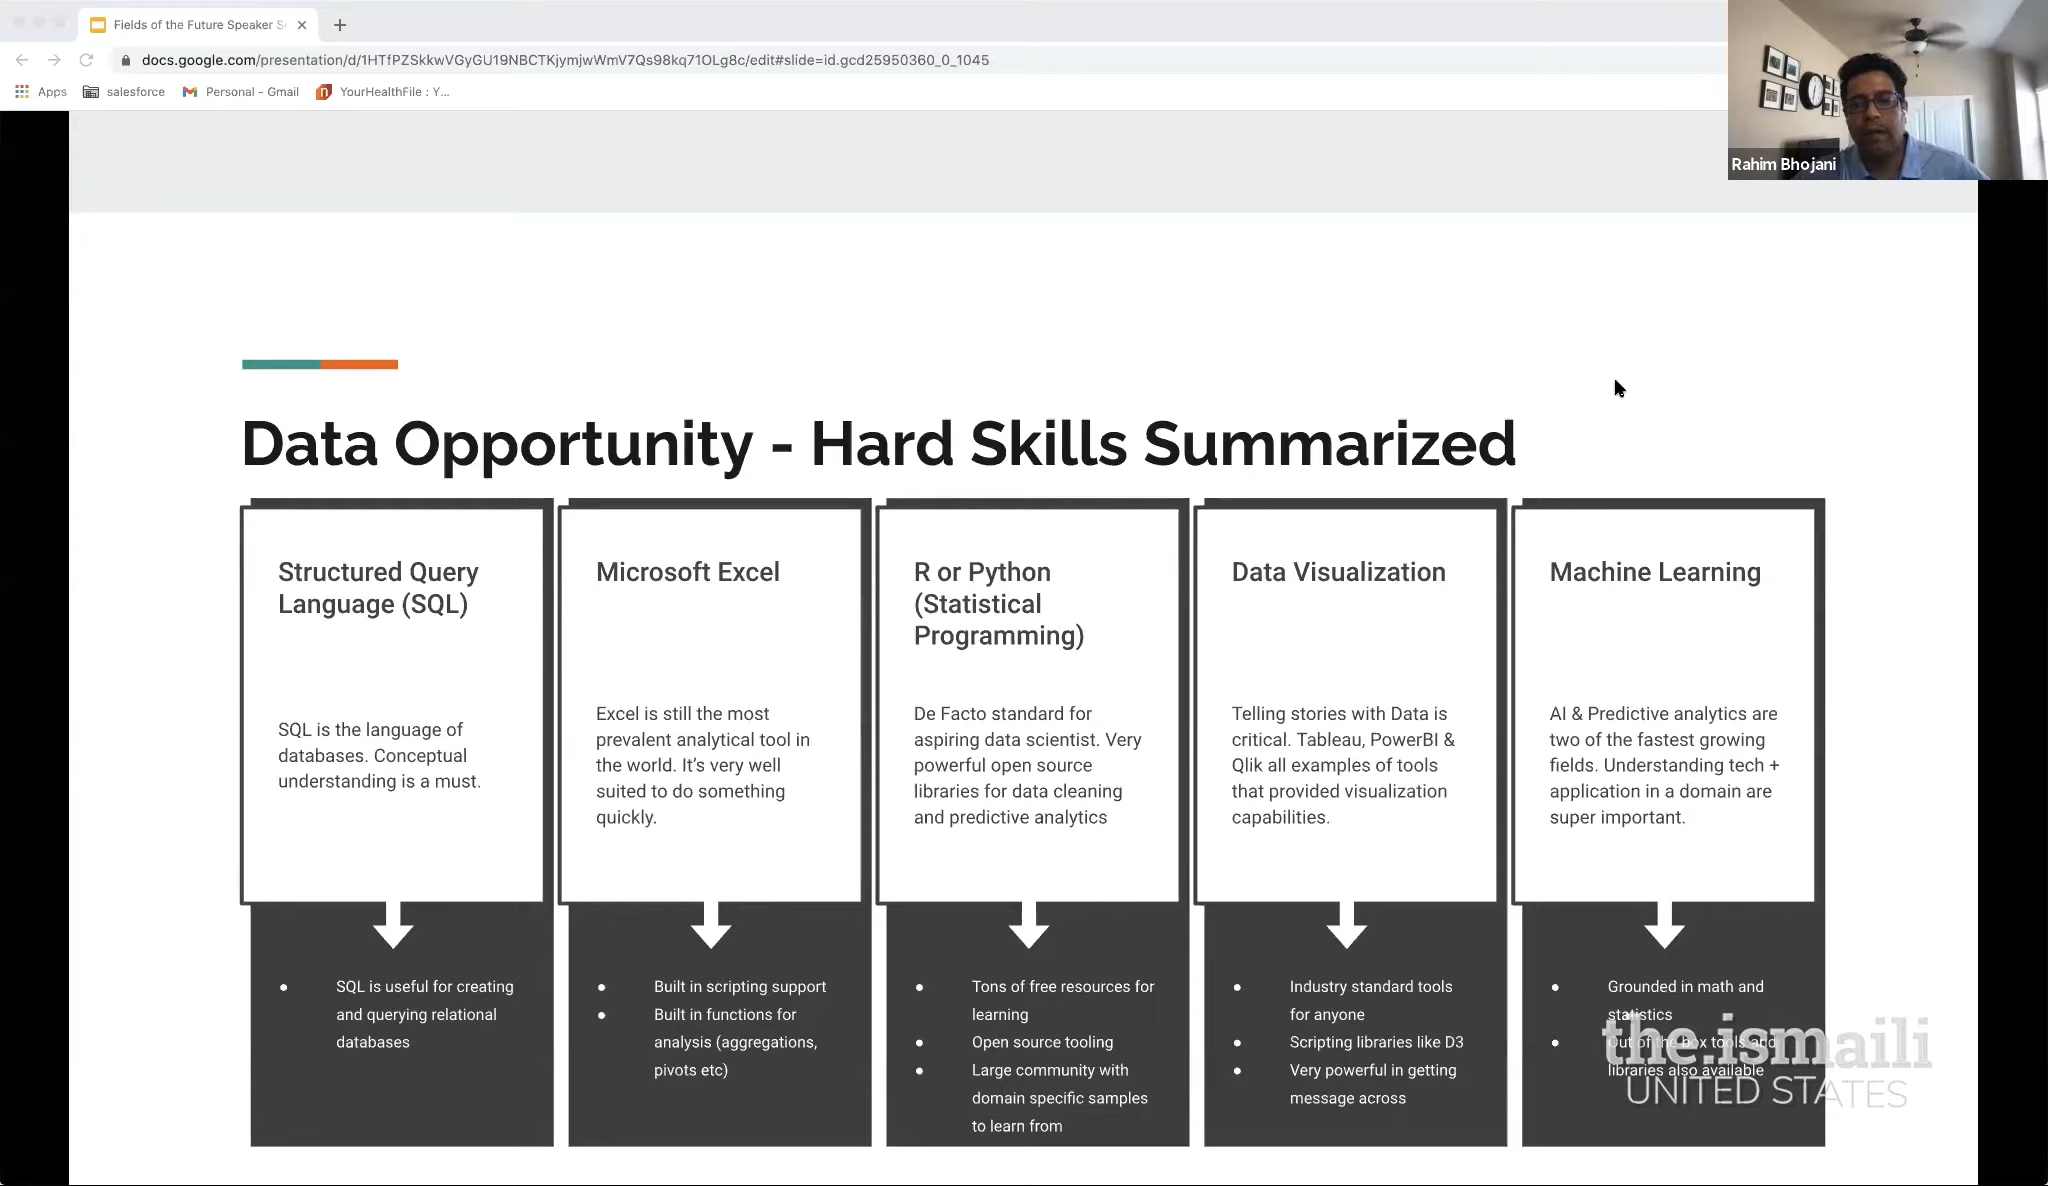 Fields of the Future Speaker S
docs.google.com/presentation/d/1HTfPZSkkwVGyGU19NBCTKjymjwWmV7Qs98kq71OLg8c/edit#slide=id.gcd25950360_0_1045
Apps
salesforce
Personal - Gmail
YourHealthFile : Y...
Rahim Bhojani
Data Opportunity - Hard Skills Summarized
Structured Query
Language (SQL)
SQL is the language of
databases. Conceptual
understanding is a must.
SQL is useful for creating
and querying relational
databases
Microsoft Excel
Excel is still the most
prevalent analytical tool in
the world. It's very well
suited to do something
quickly.
Built in scripting support
Built in functions for
analysis (aggregations,
pivots etc)
R or Python
(Statistical
Programming)
De Facto standard for
aspiring data scientist. Very
powerful open source
libraries for data cleaning
and predictive analytics
Tons of free resources for
learning
Open source tooling
Large community with
domain specific samples
to learn from
Data Visualization
Telling stories with Data is
critical. Tableau, PowerBI &
Qlik all examples of tools
that provided visualization
capabilities.
Industry standard tools
for anyone
Scripting libraries like D3
Very powerful in getting
message across
Machine Learning
AI & Predictive analytics are
two of the fastest growing
fields. Understanding tech +
application in a domain are
super important.
Grounded in math and
statistics
Out of the box tools and
libraries also available
the.ismaili
UNITED STATES